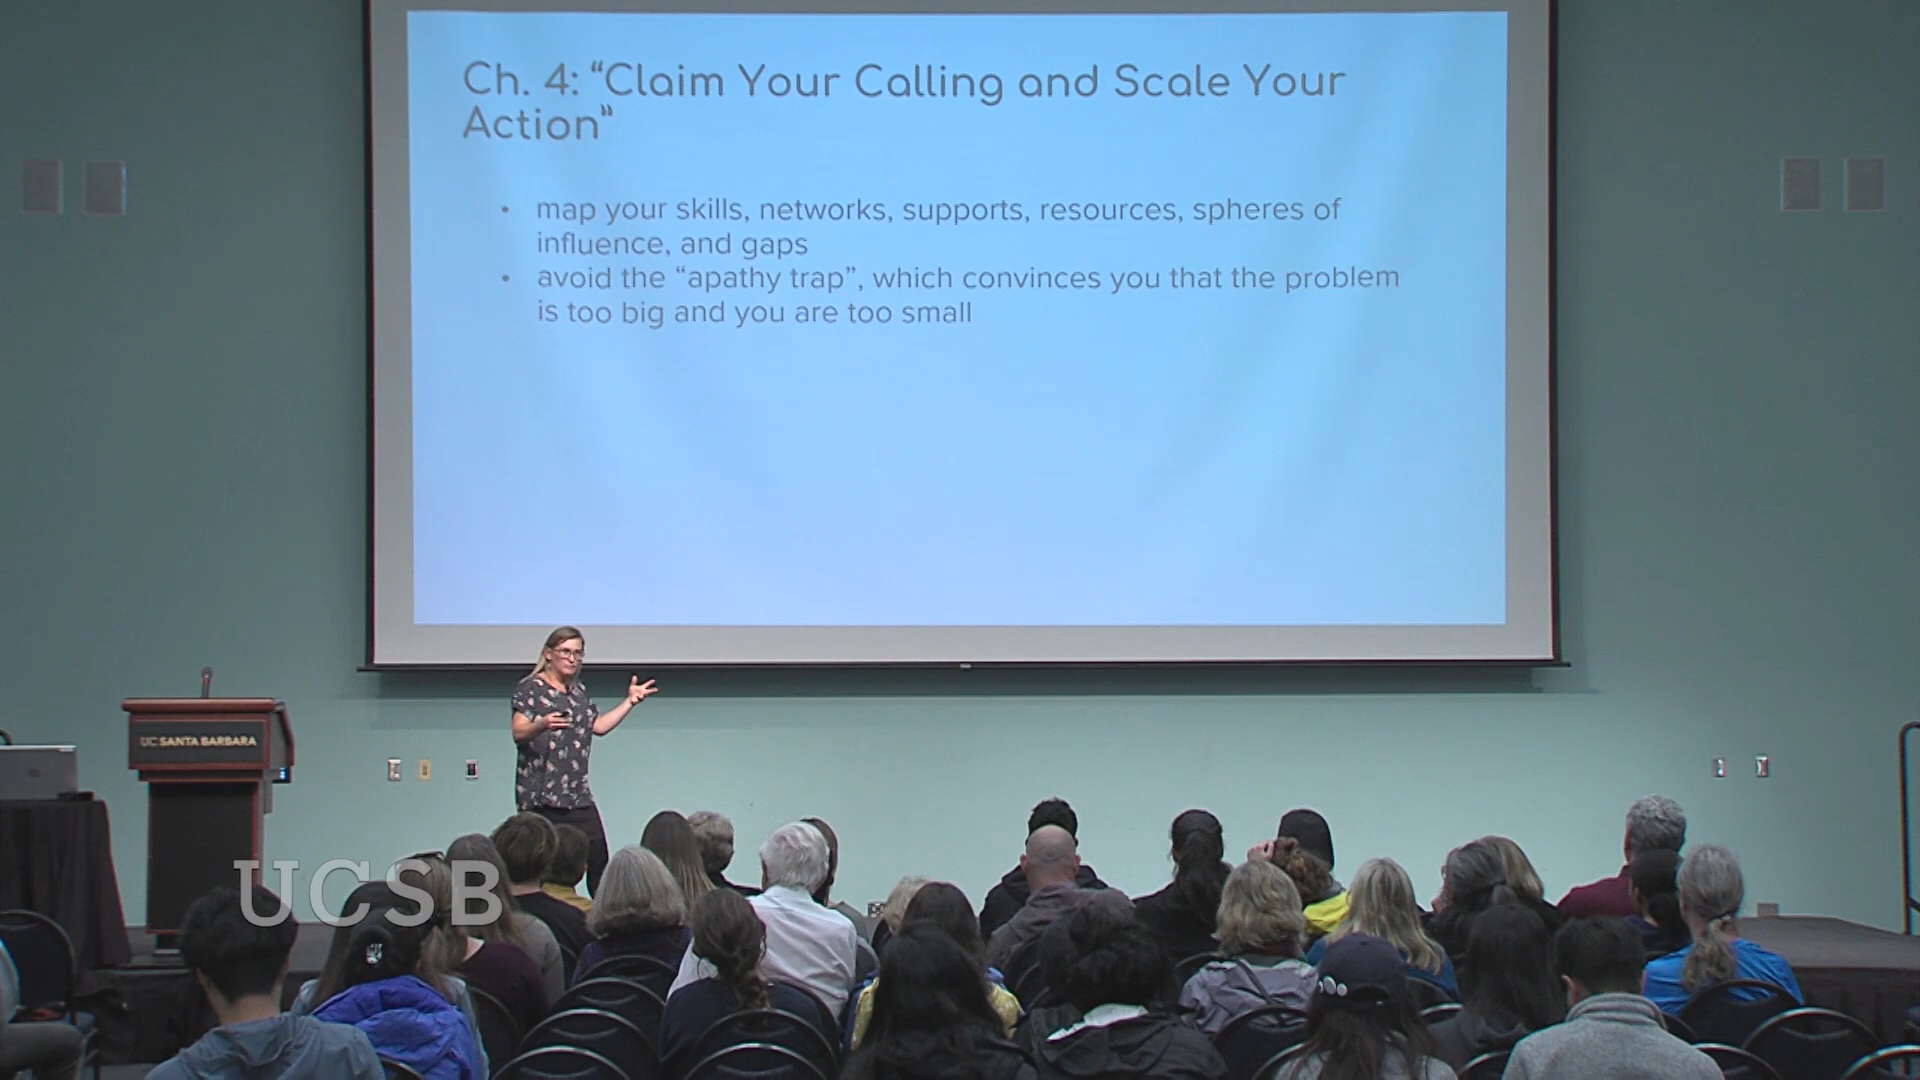 Ch. 4: “Claim Your Calling and Scale Your
Action”
• map your skills, networks, supports, resources, spheres of
influence, and gaps
• avoid the “apathy trap”, which convinces you that the problem
is too big and you are too small
UC SANTA BARBARA
UCSB